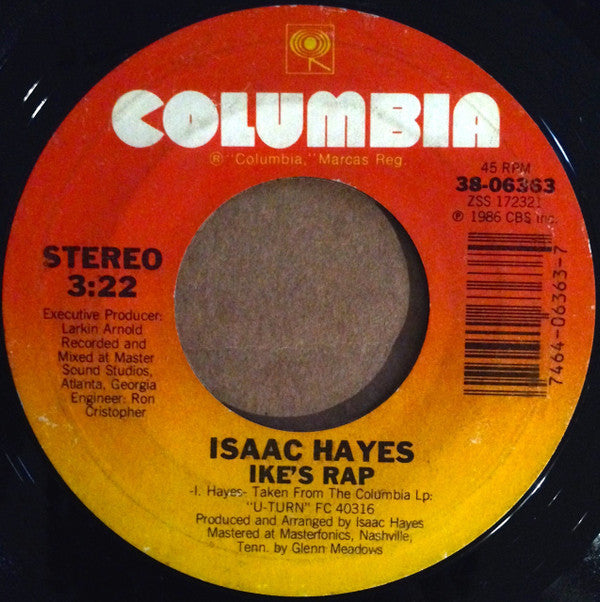 COLUMBIA
® "Columbia," Marcas Reg.
45 RPM
38-06363
ZSS 172321
℗ 1986 CBS Inc.
STEREO
3:22
Executive Producer:
Larkin Arnold
Recorded and
Mixed at Master
Sound Studios,
Atlanta, Georgia
Engineer: Ron
Cristopher
7464-06363-7
ISAAC HAYES
IKE'S RAP
-I. Hayes- Taken From The Columbia Lp:
"U-TURN" FC 40316
Produced and Arranged by Isaac Hayes
Mastered at Masterfonics, Nashville,
Tenn. by Glenn Meadows